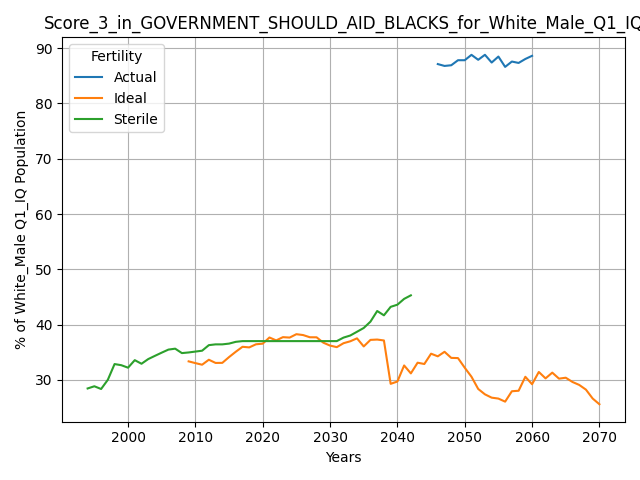 Score_3_in_GOVERNMENT_SHOULD_AID_BLACKS_for_White_Male_Q1_IQ
Fertility
Actual
Ideal
Sterile
% of White_Male Q1_IQ Population
90
80
70
60
50
40
30
2000 2010 2020 2030 2040 2050 2060 2070
Years